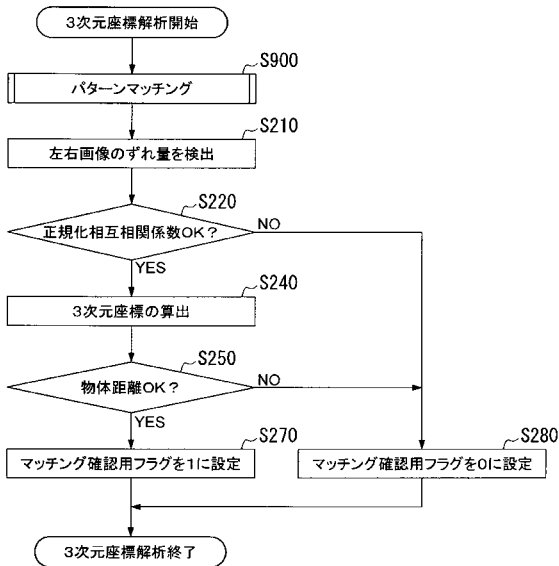 3次元座標解析開始
S900
パターンマッチング
S210
左右画像のずれ量を検出
S220
正規化相互相関係数OK?
NO
YES
S240
3次元座標の算出
S250
物体距離OK?
NO
YES
S270
マッチング確認用フラグを1に設定
S280
マッチング確認用フラグを0に設定
3次元座標解析終了